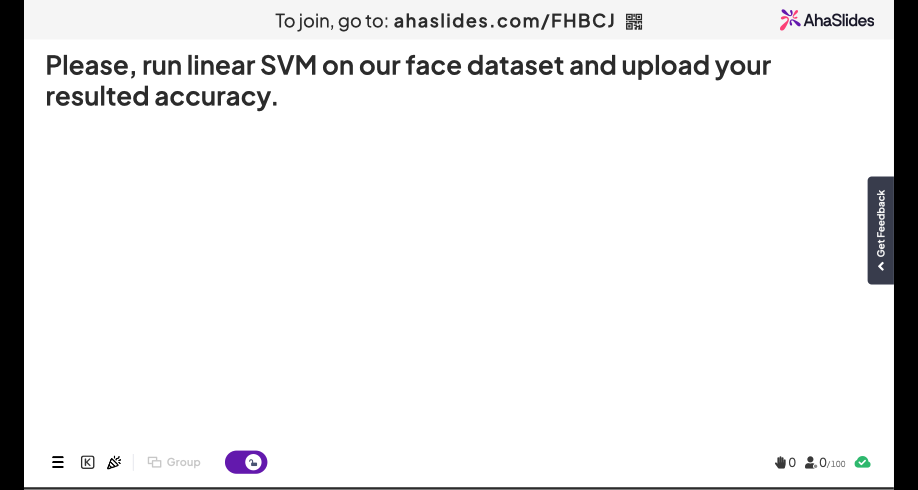 To join, go to: ahaslides.com/FHBCJ
AhaSlides
Please, run linear SVM on our face dataset and upload your
resulted accuracy.
Get Feedback
K
Group
0
0/100